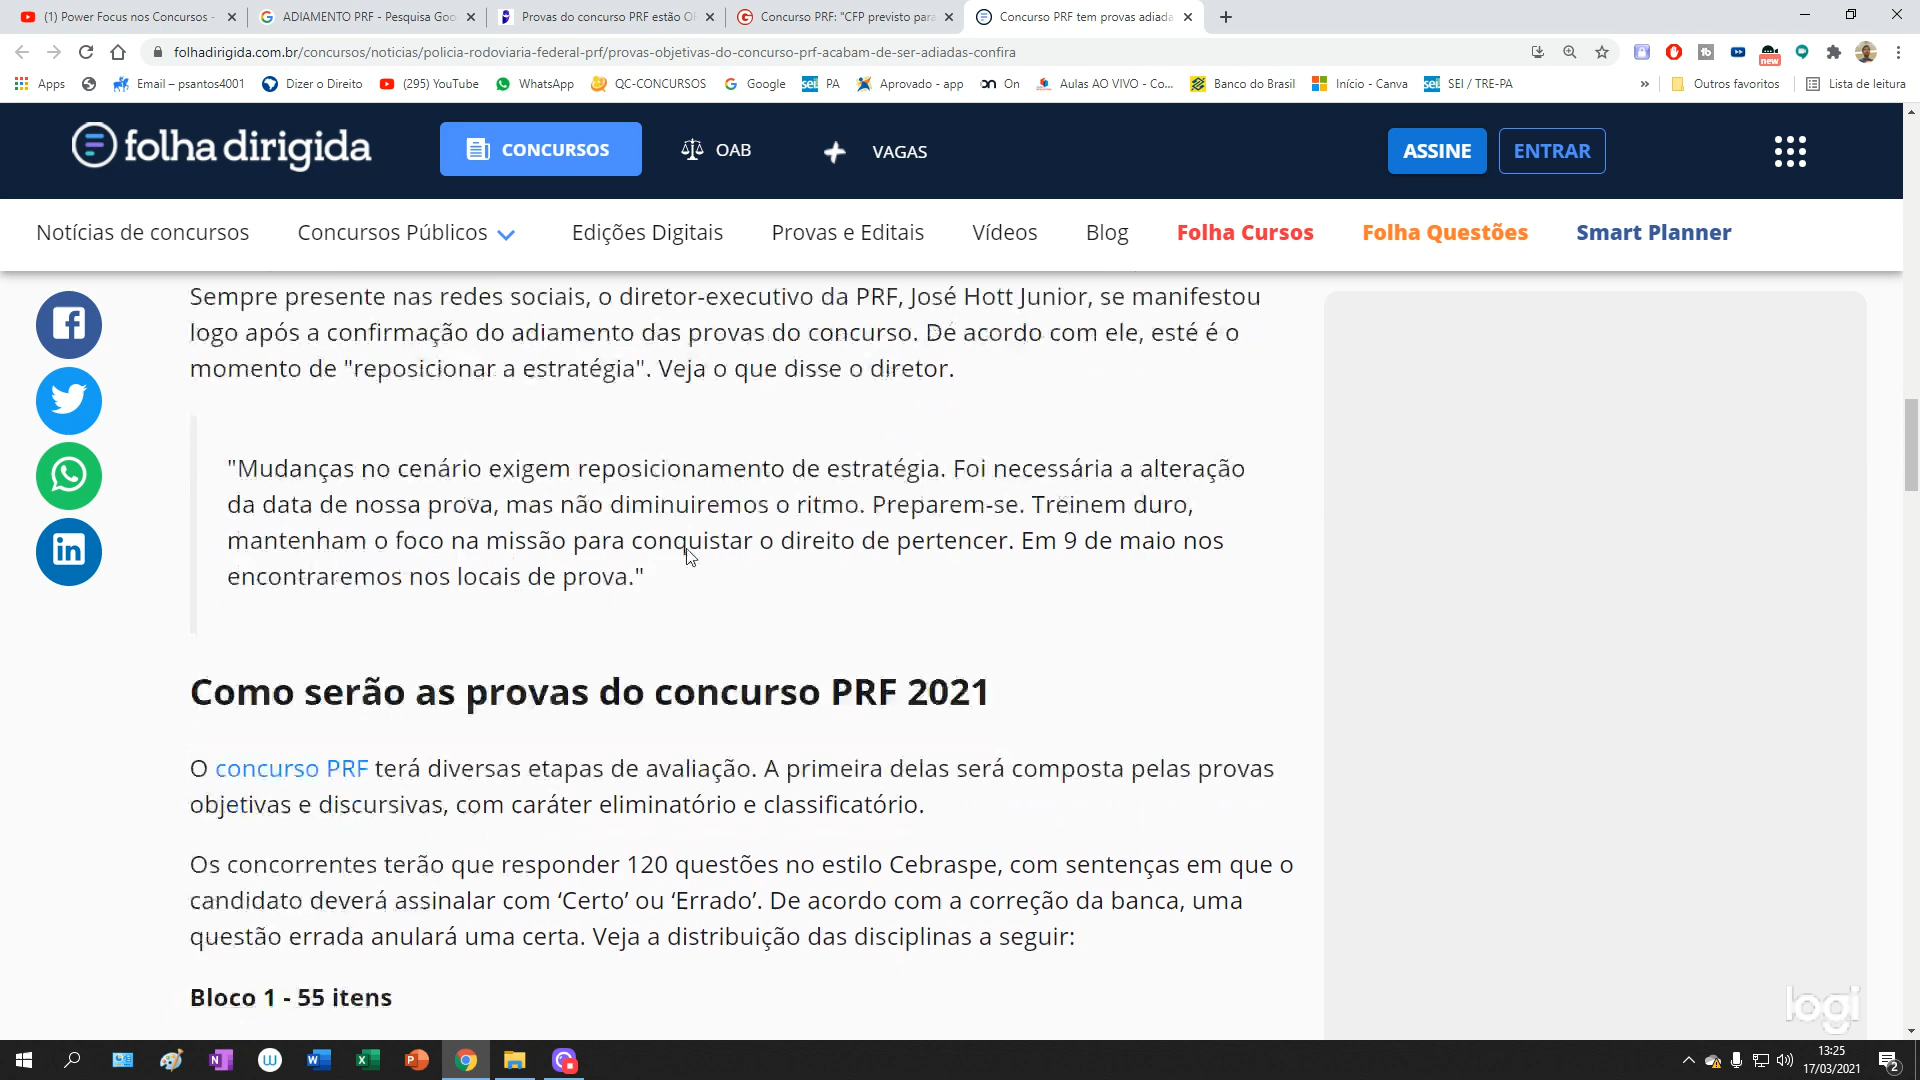 (1) Power Focus nos Concursos -
ADIAMENTO PRF - Pesquisa Goo
Provas do concurso PRF estão OF
Concurso PRF: "CFP previsto para
Concurso PRF tem provas adiada
folhadirigida.com.br/concursos/noticias/policia-rodoviaria-federal-prf/provas-objetivas-do-concurso-prf-acabam-de-ser-adiadas-confira
new
Apps
Email – psantos4001
Dizer o Direito
(295) YouTube
WhatsApp
QC-CONCURSOS
Google
sei! PA
Aprovado - app
on On
Aulas AO VIVO - Co...
Banco do Brasil
Início - Canva
sei! SEI / TRE-PA
»
Outros favoritos
Lista de leitura
folha dirigida
CONCURSOS
OAB
VAGAS
ASSINE
ENTRAR
Notícias de concursos
Concursos Públicos
Edições Digitais
Provas e Editais
Vídeos
Blog
Folha Cursos
Folha Questões
Smart Planner
Sempre presente nas redes sociais, o diretor-executivo da PRF, José Hott Junior, se manifestou
logo após a confirmação do adiamento das provas do concurso. De acordo com ele, esté é o
momento de "reposicionar a estratégia". Veja o que disse o diretor.
"Mudanças no cenário exigem reposicionamento de estratégia. Foi necessária a alteração
da data de nossa prova, mas não diminuiremos o ritmo. Preparem-se. Treinem duro,
mantenham o foco na missão para conquistar o direito de pertencer. Em 9 de maio nos
encontraremos nos locais de prova."
Como serão as provas do concurso PRF 2021
O concurso PRF terá diversas etapas de avaliação. A primeira delas será composta pelas provas
objetivas e discursivas, com caráter eliminatório e classificatório.
Os concorrentes terão que responder 120 questões no estilo Cebraspe, com sentenças em que o
candidato deverá assinalar com ‘Certo’ ou ‘Errado’. De acordo com a correção da banca, uma
questão errada anulará uma certa. Veja a distribuição das disciplinas a seguir:
Bloco 1 - 55 itens
logi
13:25
17/03/2021
2